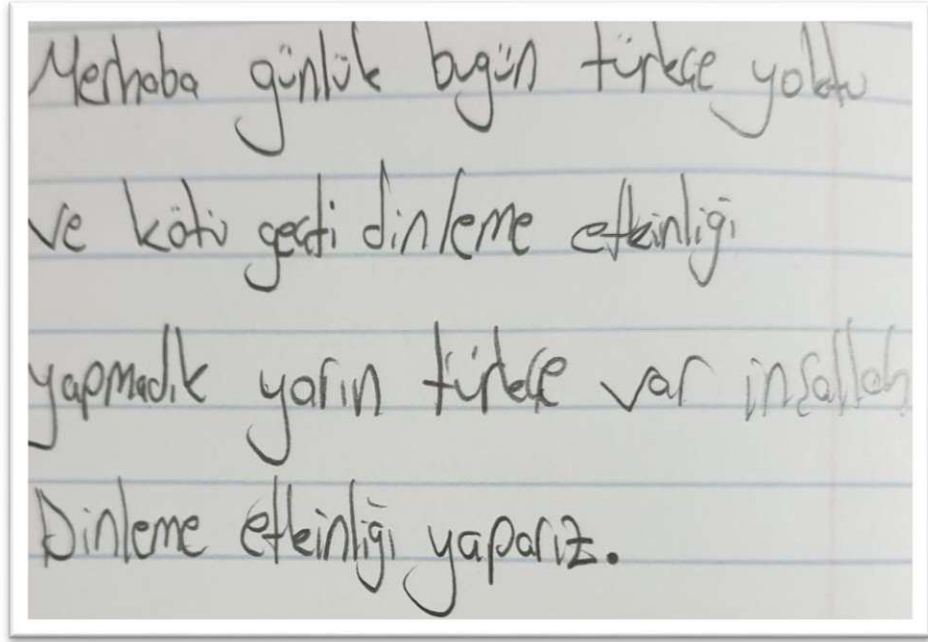 Merhaba günlük bugün türkçe yoktu
ve kötü geçti dinleme etkinliği
yapmadık yarın türkçe var inşallah
Dinleme etkinliği yaparız.